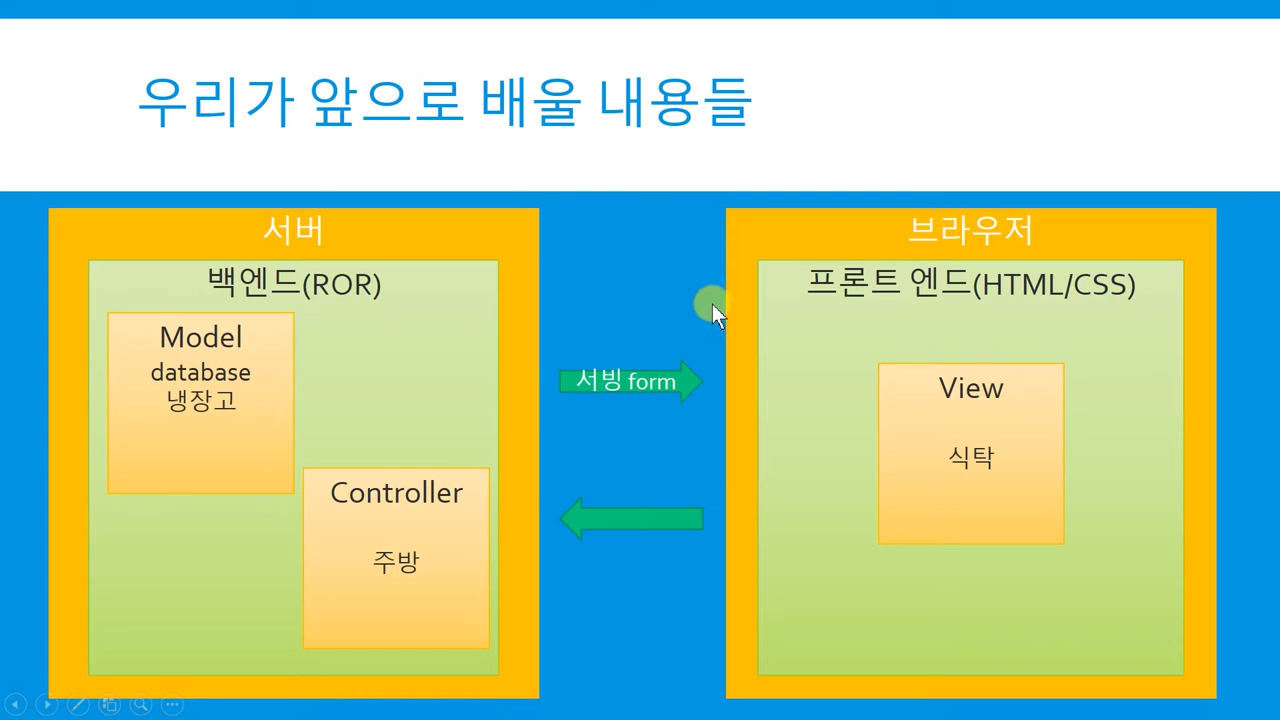 우리가 앞으로 배울 내용들
서버
백엔드(ROR)
Model
database
냉장고
Controller
주방
서빙 form
브라우저
프론트 엔드(HTML/CSS)
View
식탁